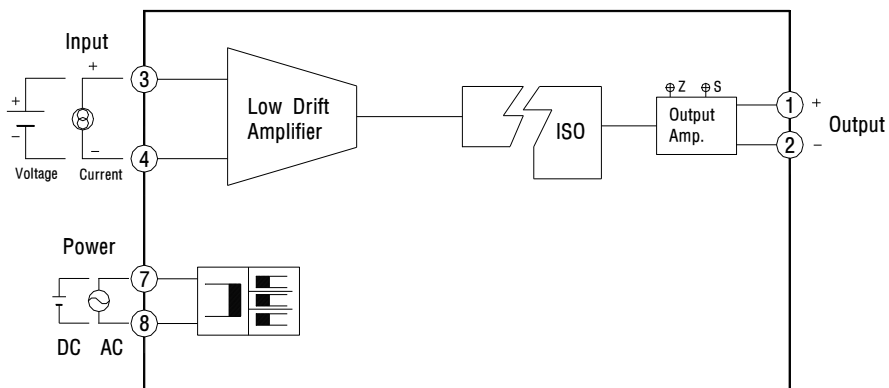 Input
+
3
+
−
−
4
Voltage
Current
Low Drift
Amplifier
ISO
Z
S
Output
Amp.
1
+
2
−
Output
Power
7
8
DC
AC